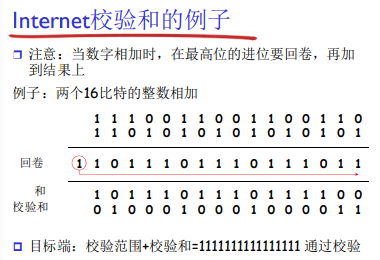 Internet校验和的例子
注意：当数字相加时，在最高位的进位要回卷，再加
到结果上
例子：两个16比特的整数相加
1 1 1 0 0 1 1 0 0 1 1 0 0 1 1 0
1 1 0 1 0 1 0 1 0 1 0 1 0 1 0 1
回卷 1 1 0 1 1 1 0 1 1 1 0 1 1 1 0 1 1
和 1 0 1 1 1 0 1 1 1 0 1 1 1 1 0 0
校验和 0 1 0 0 0 1 0 0 0 1 0 0 0 0 1 1
目标端：校验范围+校验和=1111111111111111 通过校验